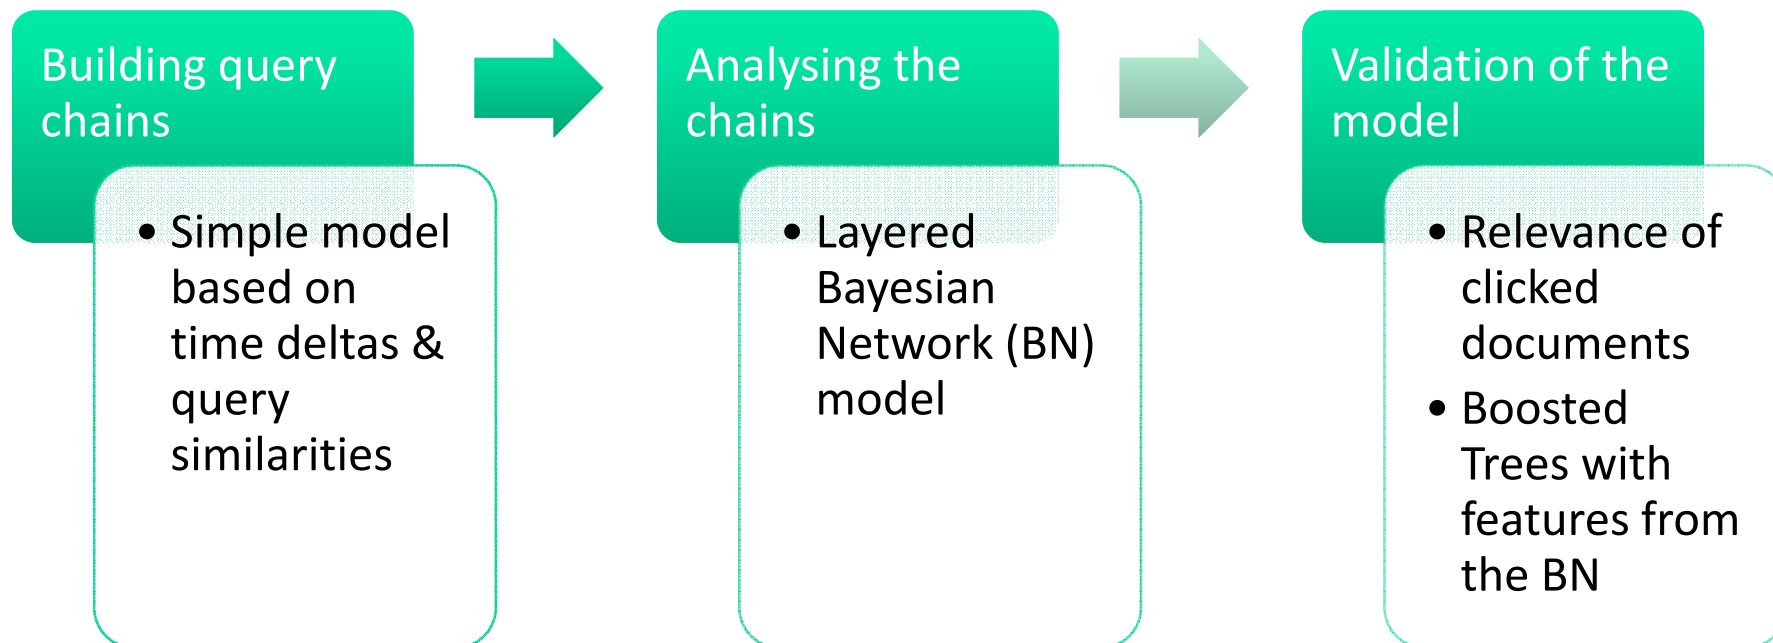 Building query
chains
• Simple model
based on
time deltas &
query
similarities
Analysing the
chains
• Layered
Bayesian
Network (BN)
model
Validation of the
model
• Relevance of
clicked
documents
• Boosted
Trees with
features from
the BN